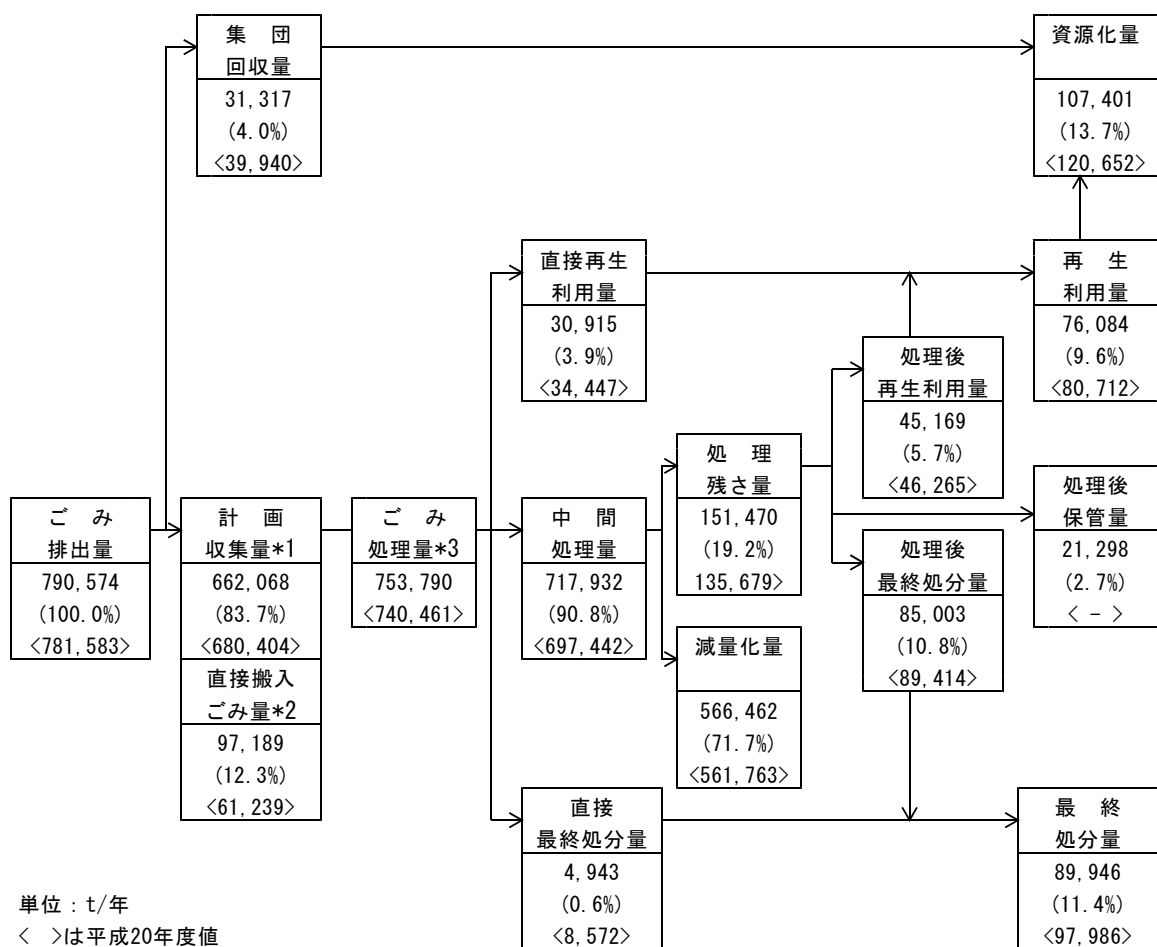 集 団
回収量
31,317
(4.0%)
<39,940>
資源化量
107,401
(13.7%)
<120,652>
直接再生
利用量
30,915
(3.9%)
<34,447>
再 生
利用量
76,084
(9.6%)
<80,712>
処理後
再生利用量
45,169
(5.7%)
<46,265>
ご み
排出量
790,574
(100.0%)
<781,583>
計 画
収集量*1
662,068
(83.7%)
<680,404>
直接搬入
ごみ量*2
97,189
(12.3%)
<61,239>
ご み
処理量*3
753,790
<740,461>
中 間
処理量
717,932
(90.8%)
<697,442>
処 理
残さ量
151,470
(19.2%)
135,679>
処理後
保管量
21,298
(2.7%)
< - >
処理後
最終処分量
85,003
(10.8%)
<89,414>
減量化量
566,462
(71.7%)
<561,763>
直接
最終処分量
4,943
(0.6%)
<8,572>
最 終
処分量
89,946
(11.4%)
<97,986>
単位：t/年
< >は平成20年度値